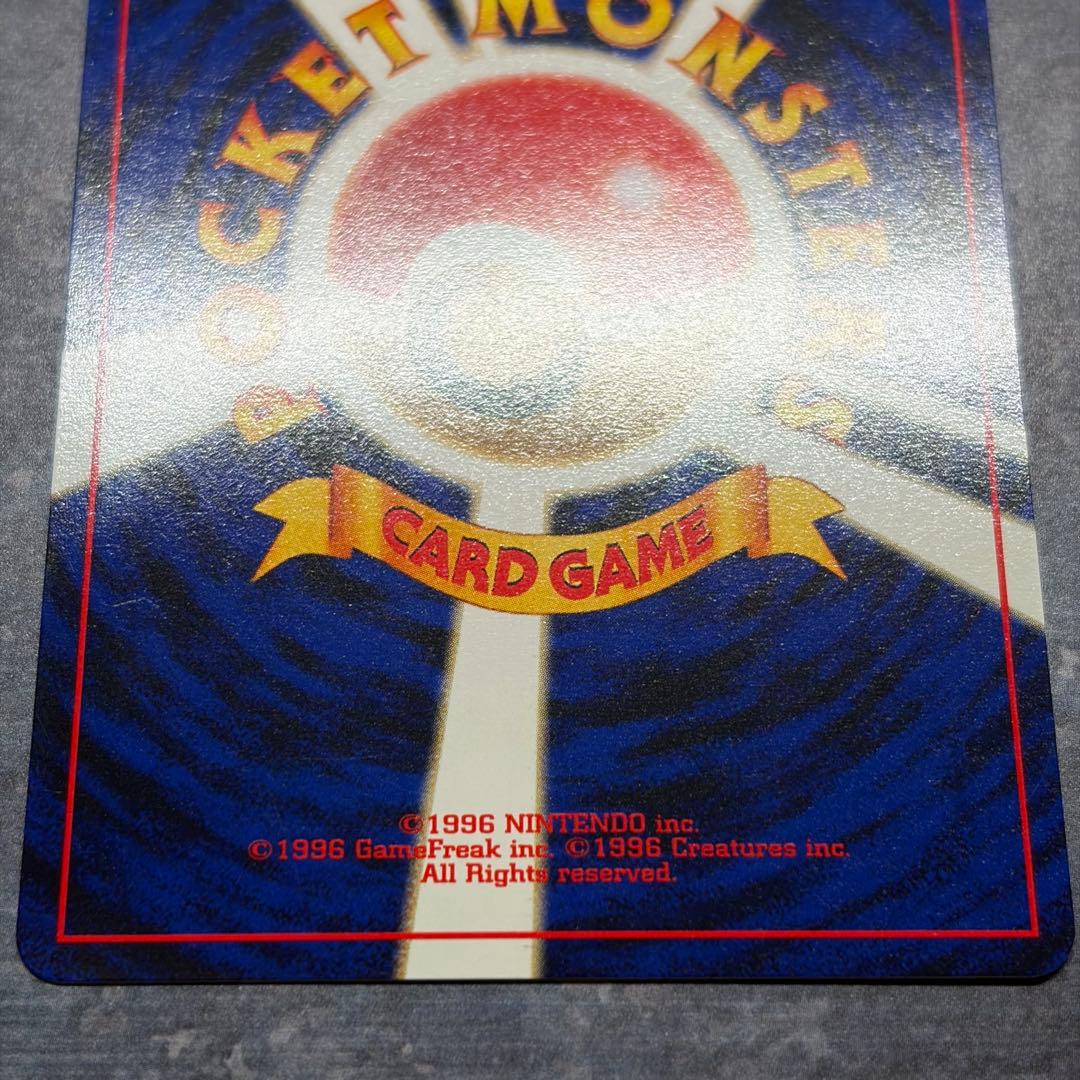 POCKET MONSTERS
CARD GAME
©1996 NINTENDO inc.
©1996 GameFreak inc. ©1996 Creatures inc.
All Rights reserved.